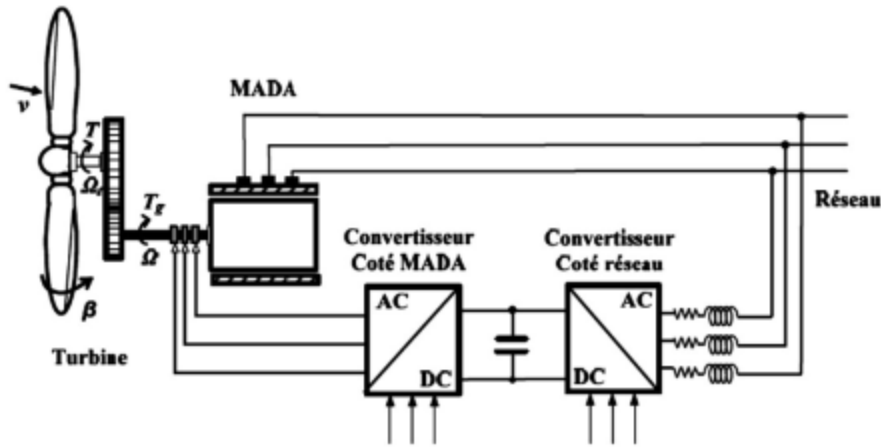 MADA
v
T
Ωt
Tg
Ω
β
Turbine
Réseau
Convertisseur
Coté MADA
Convertisseur
Coté réseau
AC
DC
AC
DC